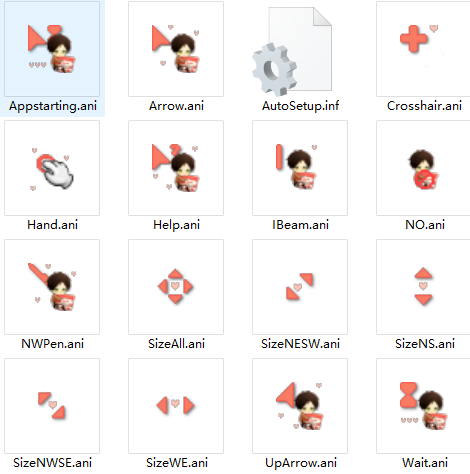 Appstarting.ani
Arrow.ani
AutoSetup.inf
Crosshair.ani
Hand.ani
Help.ani
IBeam.ani
NO.ani
NWPen.ani
SizeAll.ani
SizeNESW.ani
SizeNS.ani
SizeNWSE.ani
SizeWE.ani
UpArrow.ani
Wait.ani